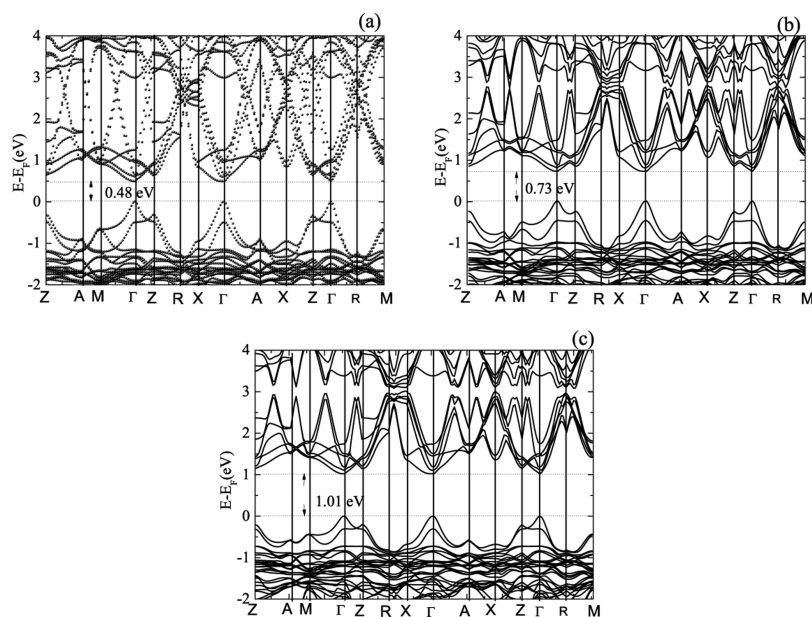 (a)
4
3
2
1
0
-1
-2
E-E_F(eV)
0.48 eV
Z A M Γ Z R X Γ A X Z Γ R M
(b)
4
3
2
1
0
-1
-2
E-E_F(eV)
0.73 eV
Z A M Γ Z R X Γ A X Z Γ R M
(c)
4
3
2
1
0
-1
-2
E-E_F(eV)
1.01 eV
Z A M Γ Z R X Γ A X Z Γ R M